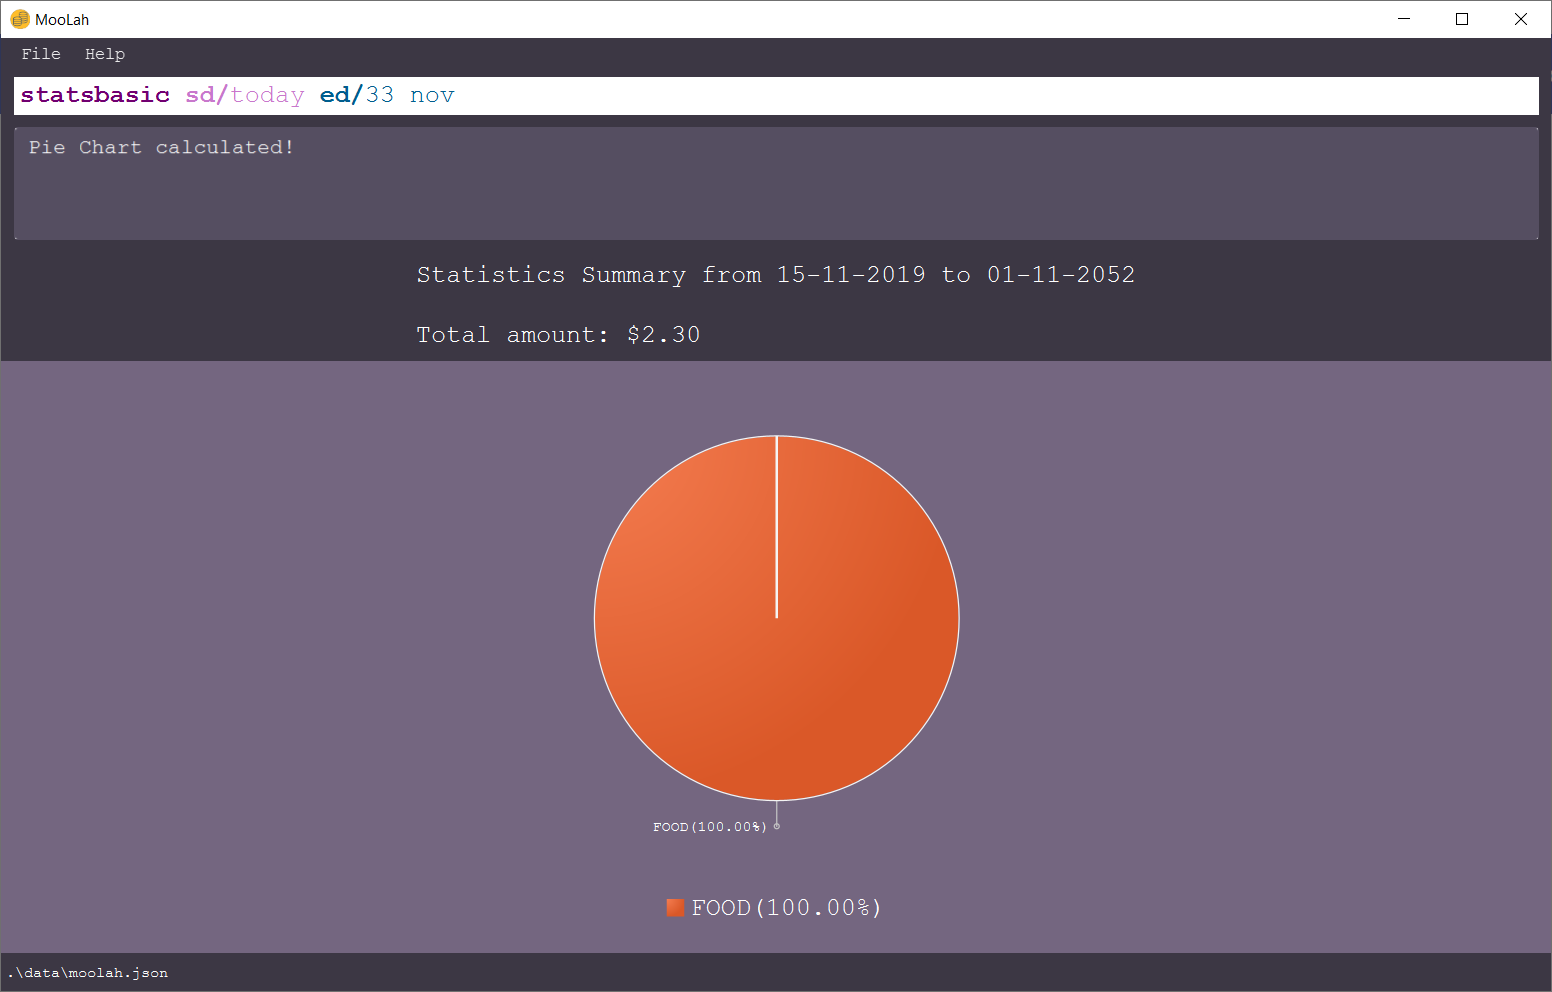 MooLah
File Help
statsbasic sd/today ed/33 nov
Pie Chart calculated!
Statistics Summary from 15-11-2019 to 01-11-2052
Total amount: $2.30
FOOD(100.00%)
FOOD(100.00%)
.\data\moolah.json